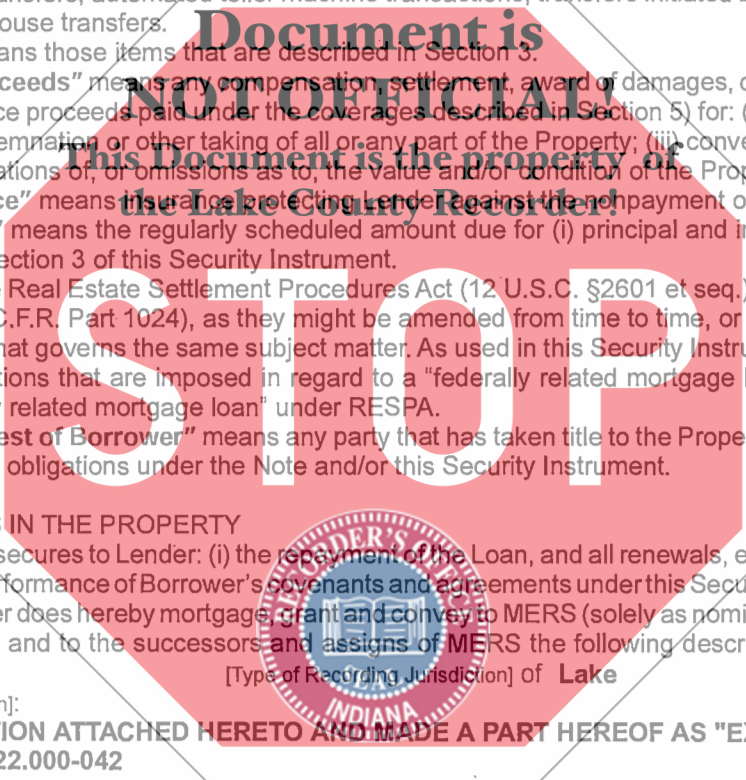 ansfers, automated teller machine transactions, transfers initiated b
ouse transfers.
Document is
ans those items that are described in Section 3.
ceeds” means any compensation, settlement, award of damages, o
NOT OFFICIAL!
ce proceeds paid under the coverages described in Section 5) for: (
emnation or other taking of all or any part of the Property; (iii) conve
This Document is the property of
ations of, or omissions as to, the value and/or condition of the Prop
the Lake County Recorder!
ce” means insurance protecting Lender against the nonpayment o
” means the regularly scheduled amount due for (i) principal and in
ection 3 of this Security Instrument.
Real Estate Settlement Procedures Act (12 U.S.C. §2601 et seq.)
C.F.R. Part 1024), as they might be amended from time to time, or
hat governs the same subject matter. As used in this Security Instru
STOP
tions that are imposed in regard to a “federally related mortgage l
related mortgage loan” under RESPA.
est of Borrower” means any party that has taken title to the Prope
obligations under the Note and/or this Security Instrument.
IN THE PROPERTY
secures to Lender: (i) the repayment of the Loan, and all renewals, e
formance of Borrower’s covenants and agreements under this Secu
er does hereby mortgage, grant and convey to MERS (solely as nomi
and to the successors and assigns of MERS the following descr
[Type of Recording Jurisdiction] of Lake
RECORDER'S OFFICE
SEAL
INDIANA
n]:
ION ATTACHED HERETO AND MADE A PART HEREOF AS "EX
22.000-042